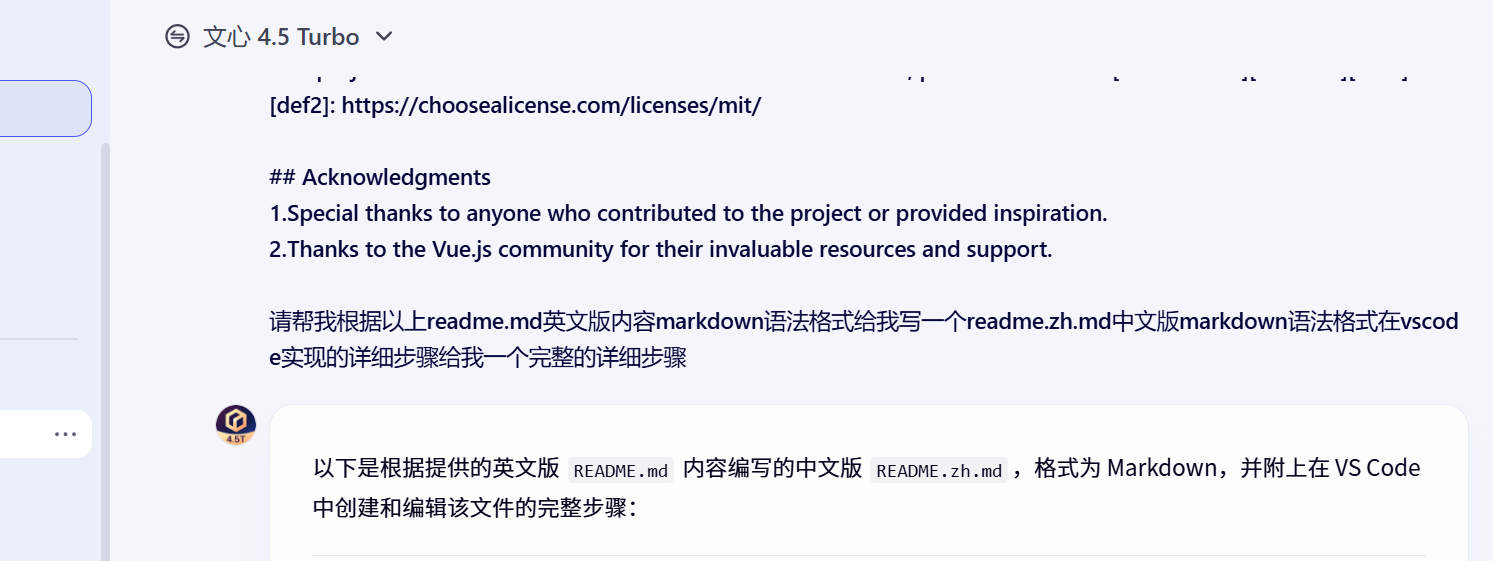 文心 4.5 Turbo
[def2]: https://choosealicense.com/licenses/mit/
## Acknowledgments
1.Special thanks to anyone who contributed to the project or provided inspiration.
2.Thanks to the Vue.js community for their invaluable resources and support.
请帮我根据以上readme.md英文版内容markdown语法格式给我写一个readme.zh.md中文版markdown语法格式在vscod
e实现的详细步骤给我一个完整的详细步骤
4.5T
以下是根据提供的英文版 README.md 内容编写的中文版 README.zh.md ，格式为 Markdown，并附上在 VS Code
中创建和编辑该文件的完整步骤：